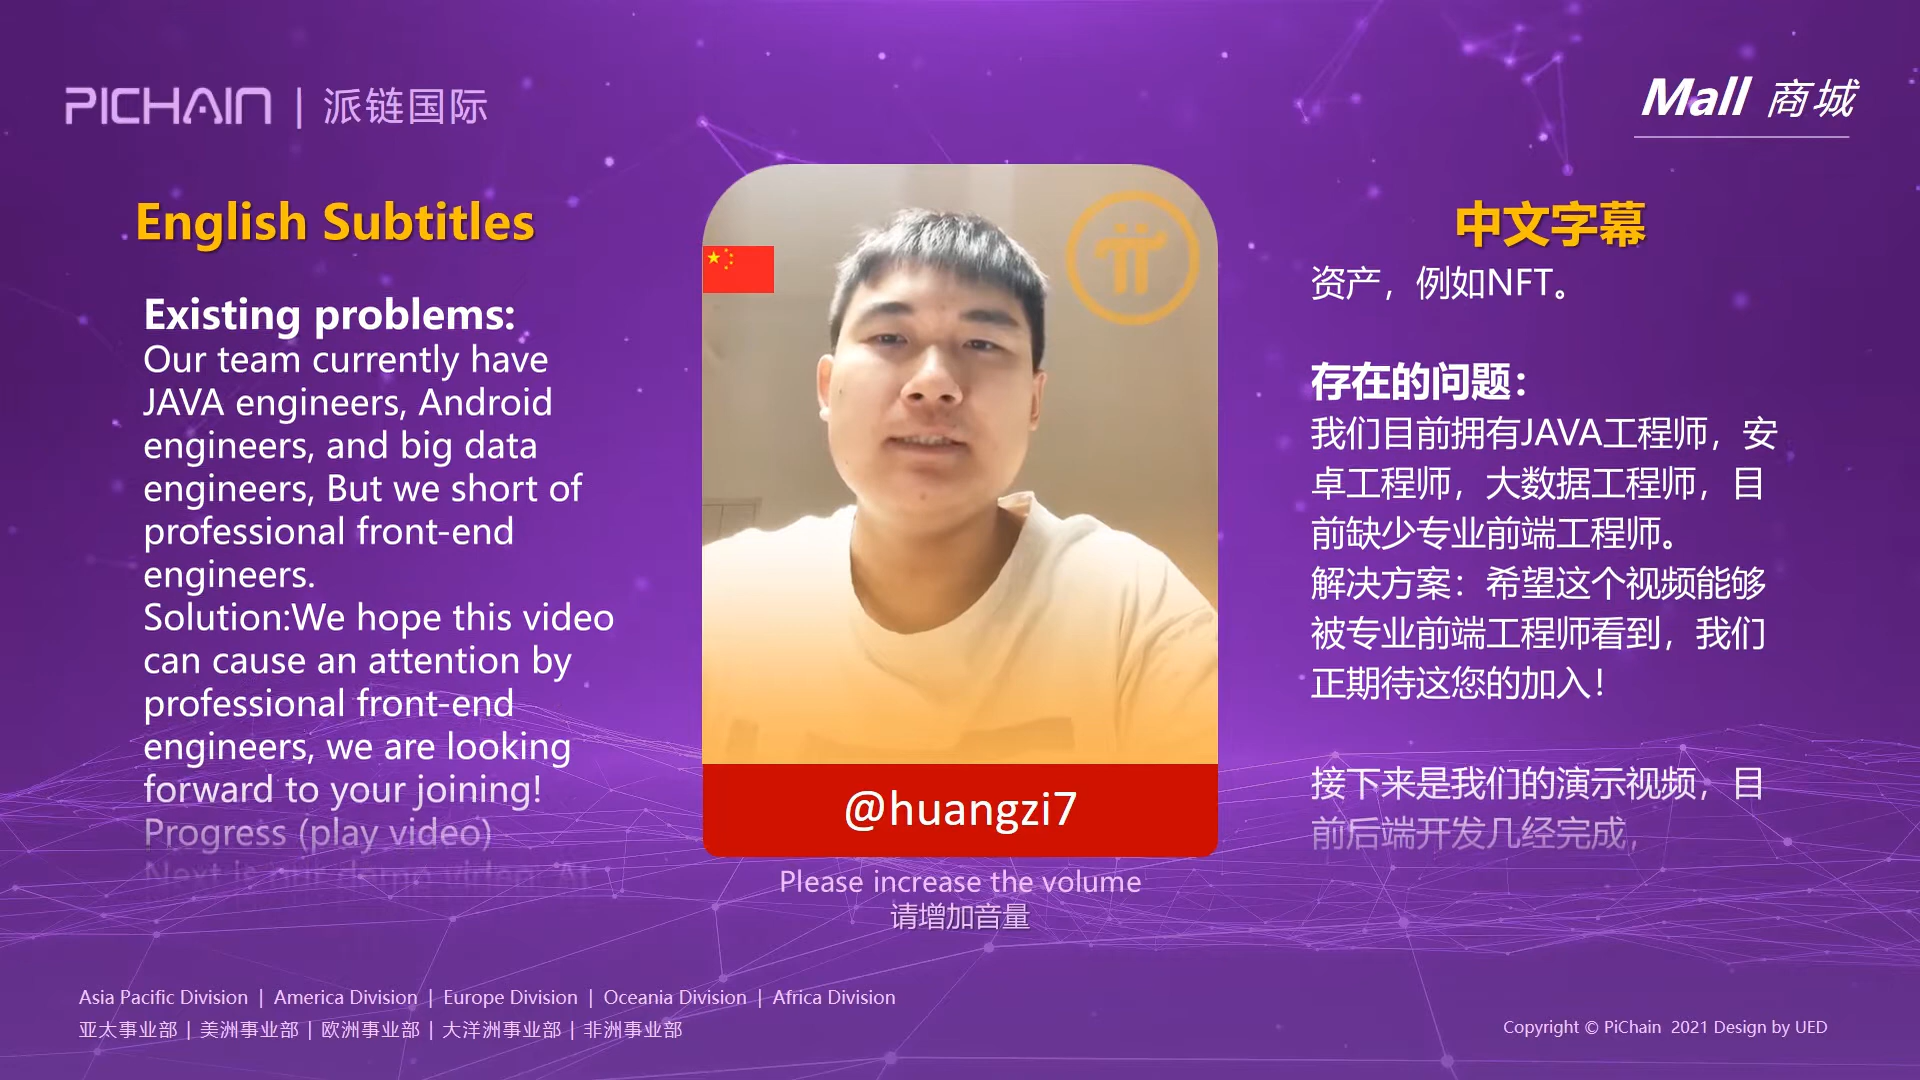 PICHAIN | 派链国际
Mall 商城
English Subtitles
Existing problems:
Our team currently have
JAVA engineers, Android
engineers, and big data
engineers, But we short of
professional front-end
engineers.
Solution:We hope this video
can cause an attention by
professional front-end
engineers, we are looking
forward to your joining!
Progress (play video)
Next is our demo video. At
@huangzi7
Please increase the volume
请增加音量
中文字幕
资产，例如NFT。
存在的问题：
我们目前拥有JAVA工程师，安
卓工程师，大数据工程师，目
前缺少专业前端工程师。
解决方案：希望这个视频能够
被专业前端工程师看到，我们
正期待这您的加入！
接下来是我们的演示视频，目
前后端开发几经完成，
Asia Pacific Division | America Division | Europe Division | Oceania Division | Africa Division
亚太事业部 | 美洲事业部 | 欧洲事业部 | 大洋洲事业部 | 非洲事业部
Copyright © PiChain 2021 Design by UED